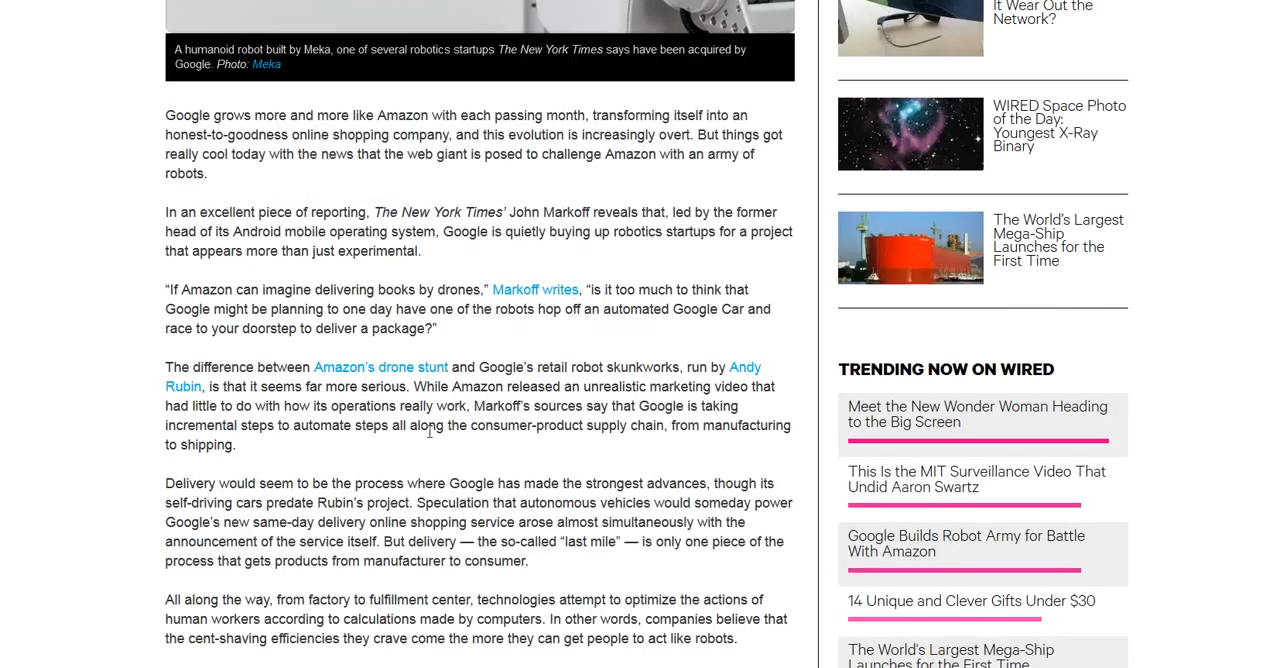 A humanoid robot built by Meka, one of several robotics startups The New York Times says have been acquired by
Google. Photo: Meka
Google grows more and more like Amazon with each passing month, transforming itself into an
honest-to-goodness online shopping company, and this evolution is increasingly overt. But things got
really cool today with the news that the web giant is posed to challenge Amazon with an army of
robots.
In an excellent piece of reporting, The New York Times’ John Markoff reveals that, led by the former
head of its Android mobile operating system, Google is quietly buying up robotics startups for a project
that appears more than just experimental.
“If Amazon can imagine delivering books by drones,” Markoff writes, “is it too much to think that
Google might be planning to one day have one of the robots hop off an automated Google Car and
race to your doorstep to deliver a package?”
The difference between Amazon’s drone stunt and Google’s retail robot skunkworks, run by Andy
Rubin, is that it seems far more serious. While Amazon released an unrealistic marketing video that
had little to do with how its operations really work, Markoff’s sources say that Google is taking
incremental steps to automate steps all along the consumer-product supply chain, from manufacturing
to shipping.
Delivery would seem to be the process where Google has made the strongest advances, though its
self-driving cars predate Rubin’s project. Speculation that autonomous vehicles would someday power
Google’s new same-day delivery online shopping service arose almost simultaneously with the
announcement of the service itself. But delivery — the so-called “last mile” — is only one piece of the
process that gets products from manufacturer to consumer.
All along the way, from factory to fulfillment center, technologies attempt to optimize the actions of
human workers according to calculations made by computers. In other words, companies believe that
the cent-shaving efficiencies they crave come the more they can get people to act like robots.
It Wear Out the
Network?
WIRED Space Photo
of the Day:
Youngest X-Ray
Binary
The World’s Largest
Mega-Ship
Launches for the
First Time
TRENDING NOW ON WIRED
Meet the New Wonder Woman Heading
to the Big Screen
This Is the MIT Surveillance Video That
Undid Aaron Swartz
Google Builds Robot Army for Battle
With Amazon
14 Unique and Clever Gifts Under $30
The World's Largest Mega-Ship
Launches for the First Time